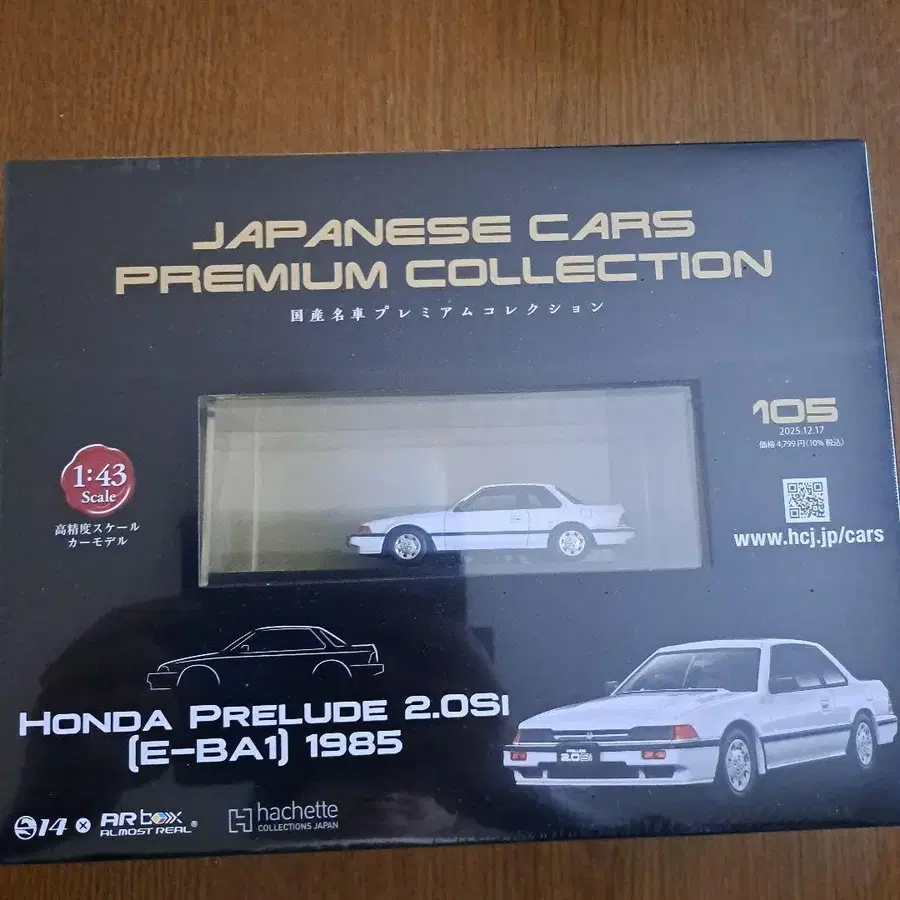 JAPANESE CARS
PREMIUM COLLECTION
国産名車プレミアムコレクション
105
2025.12.17
価格 4,799円(10%税込)
1:43
Scale
高精度スケール
カーモデル
www.hcj.jp/cars
HONDA PRELUDE 2.0SI
(E-BA1) 1985
PRELUDE
2.0Si
14 × ARbox
ALMOST REAL®
hachette
COLLECTIONS JAPAN